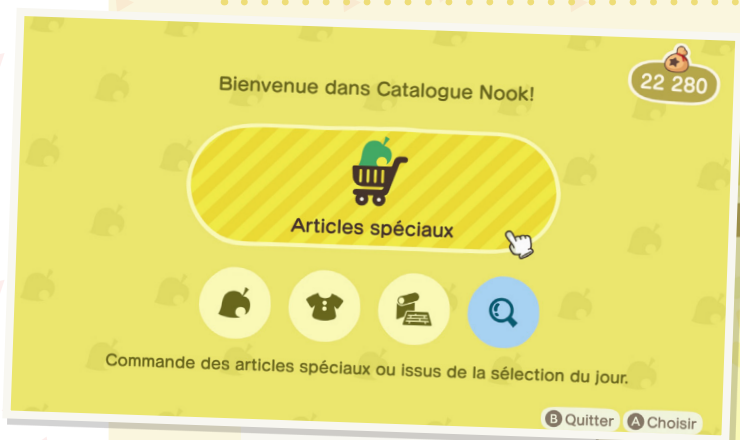 Bienvenue dans Catalogue Nook!
22 280
Articles spéciaux
Commande des articles spéciaux ou issus de la sélection du jour.
B Quitter A Choisir